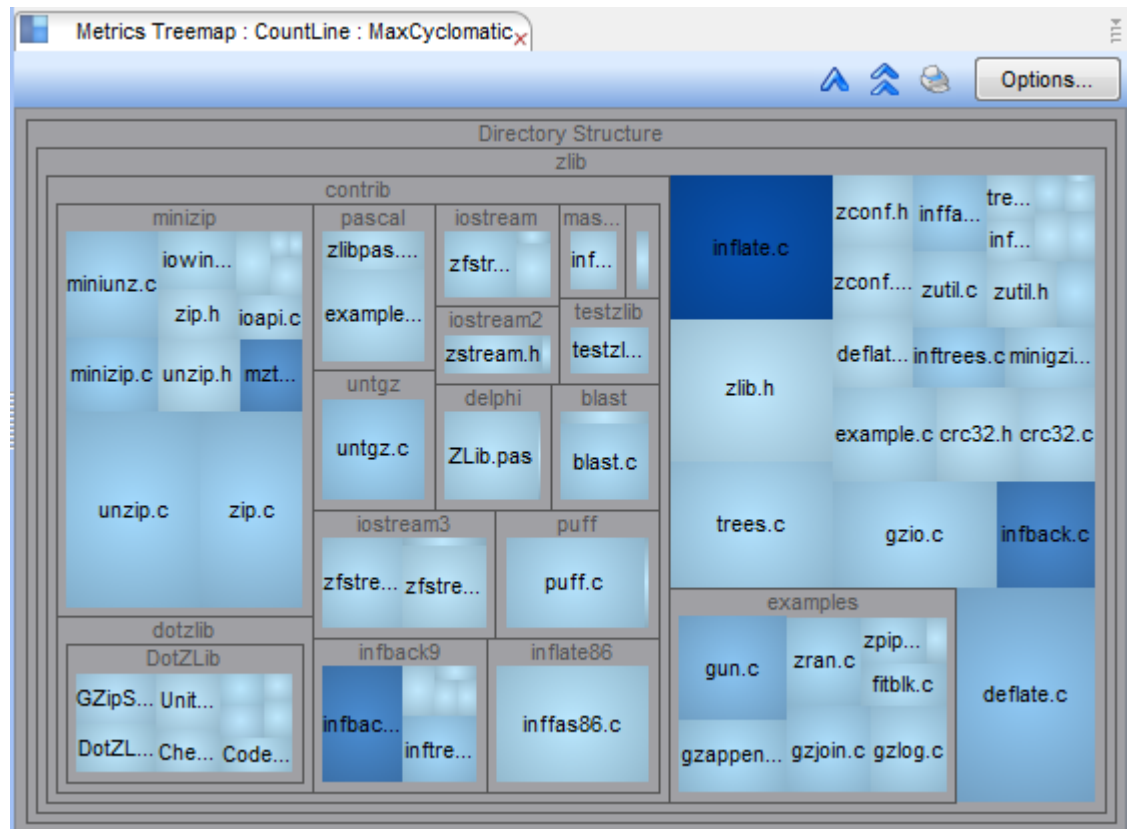 Metrics Treemap : CountLine : MaxCyclomatic
Options...
Directory Structure
zlib
contrib
minizip
miniunz.c
iowin...
zip.h
ioapi.c
minizip.c
unzip.h
mzt...
unzip.c
zip.c
dotzlib
DotZLib
GZipS...
Unit...
DotZL...
Che...
Code...
pascal
zlibpas....
example...
untgz
untgz.c
iostream
zfstr...
iostream2
zstream.h
mas...
inf...
testzlib
testzl...
delphi
ZLib.pas
blast
blast.c
iostream3
zfstre...
zfstre...
puff
puff.c
infback9
infbac...
inftre...
inflate86
inffas86.c
inflate.c
zlib.h
trees.c
zconf.h
inffa...
tre...
inf...
zconf....
zutil.c
zutil.h
deflat...
inftrees.c
minigzi...
example.c
crc32.h
crc32.c
gzio.c
infback.c
examples
gun.c
zran.c
zpip...
fitblk.c
gzappen...
gzjoin.c
gzlog.c
deflate.c